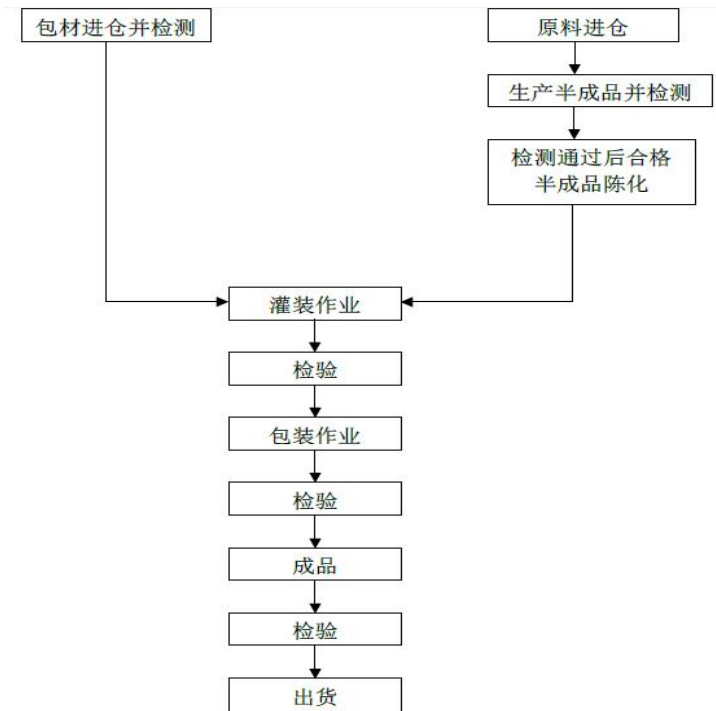 包材进仓并检测
原料进仓
生产半成品并检测
检测通过后合格
半成品陈化
灌装作业
检验
包装作业
检验
成品
检验
出货